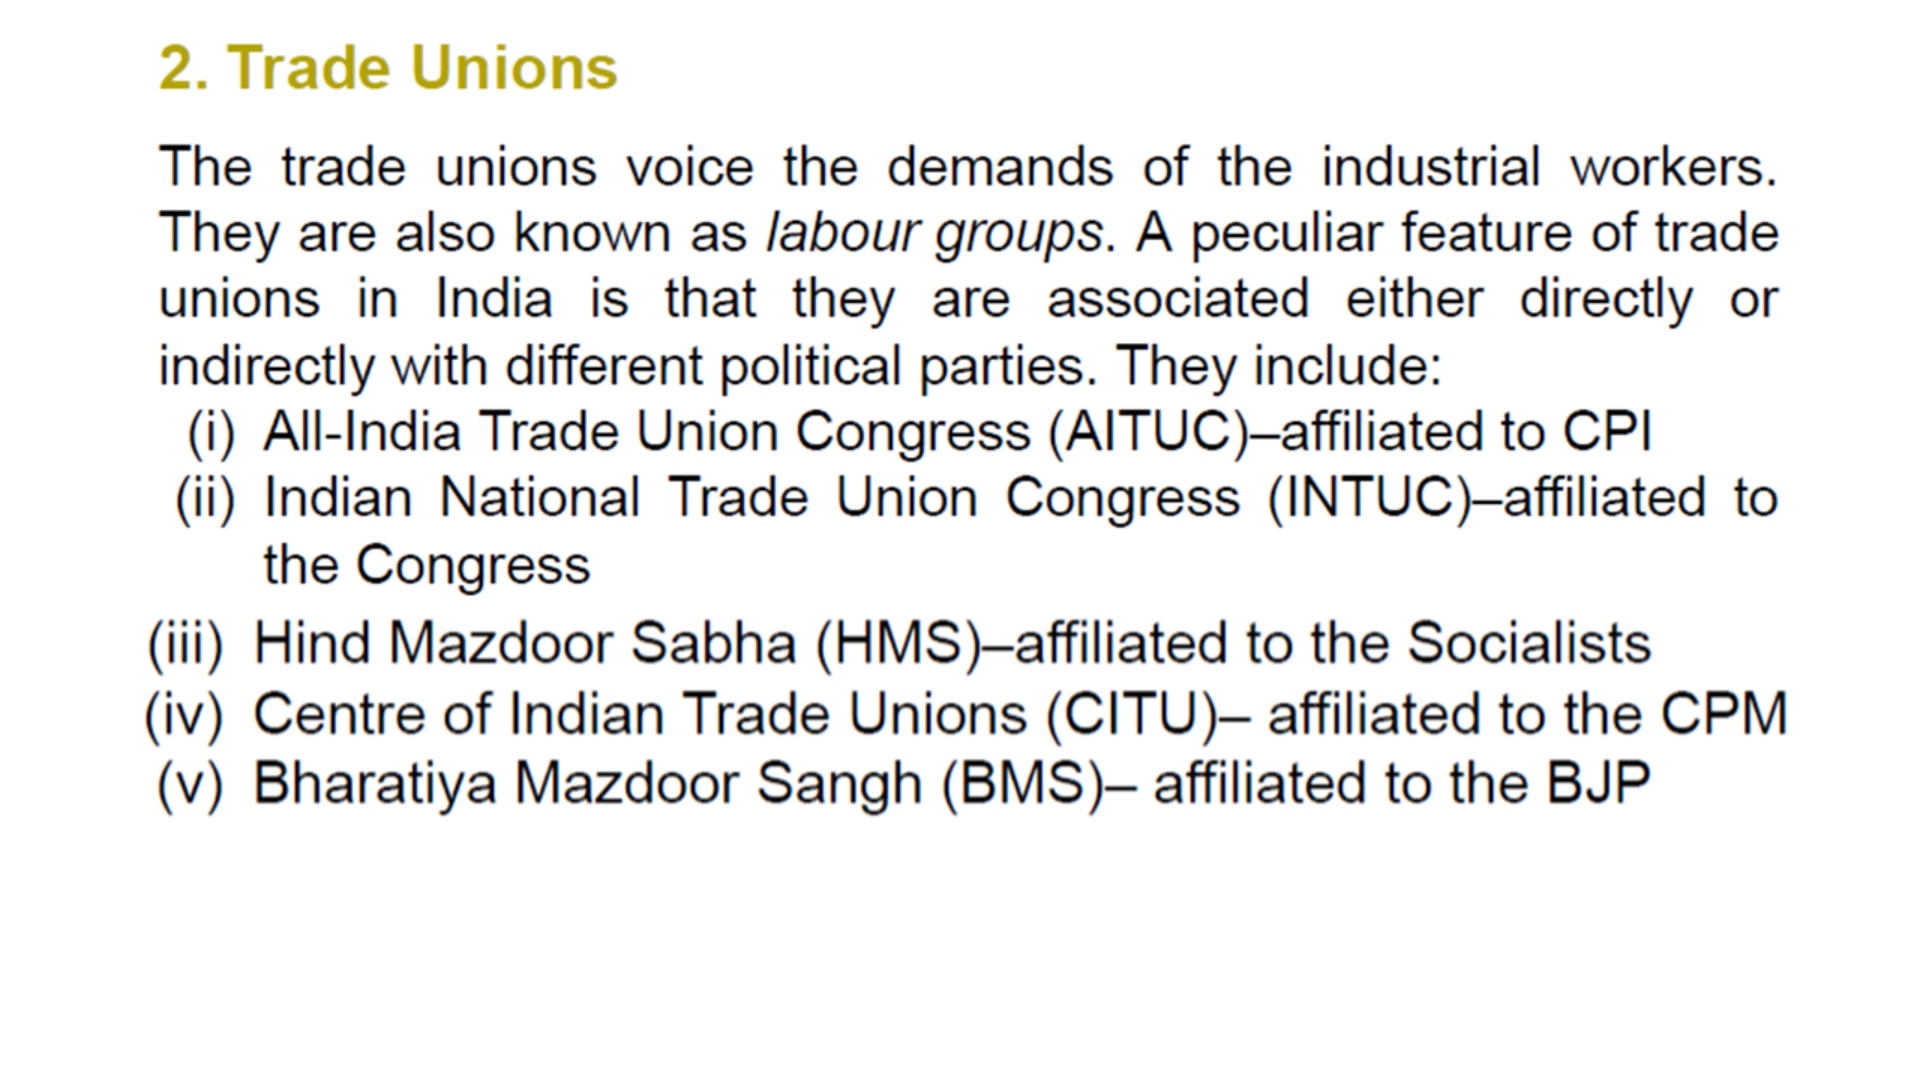 2. Trade Unions
The trade unions voice the demands of the industrial workers.
They are also known as labour groups. A peculiar feature of trade
unions in India is that they are associated either directly or
indirectly with different political parties. They include:
(i) All-India Trade Union Congress (AITUC)–affiliated to CPI
(ii) Indian National Trade Union Congress (INTUC)–affiliated to
the Congress
(iii) Hind Mazdoor Sabha (HMS)–affiliated to the Socialists
(iv) Centre of Indian Trade Unions (CITU)– affiliated to the CPM
(v) Bharatiya Mazdoor Sangh (BMS)– affiliated to the BJP